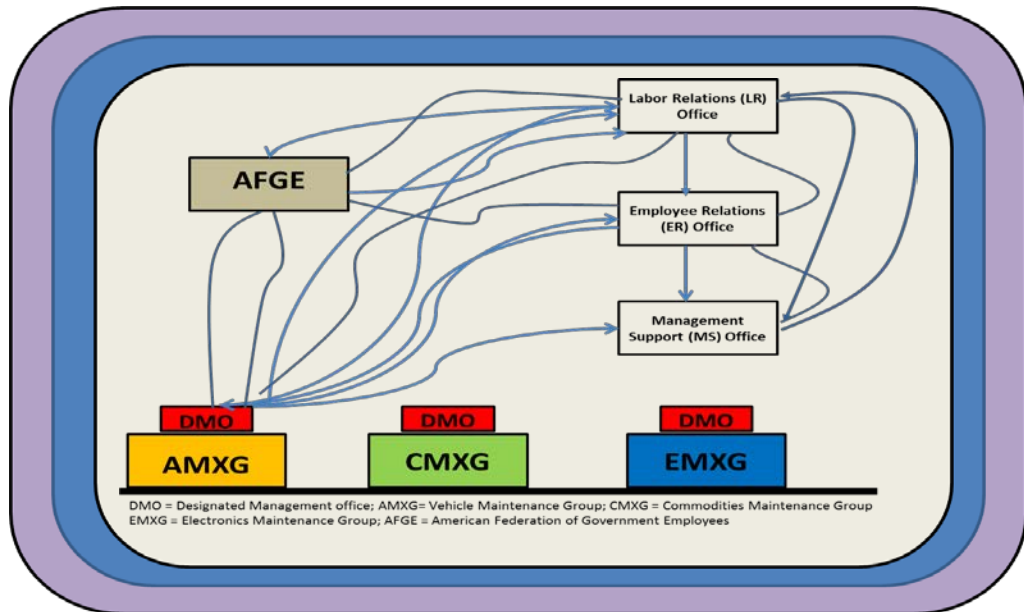 Labor Relations (LR)
Office
AFGE
Employee Relations
(ER) Office
Management
Support (MS) Office
DMO
DMO
DMO
AMXG
CMXG
EMXG
DMO = Designated Management office; AMXG= Vehicle Maintenance Group; CMXG = Commodities Maintenance Group
EMXG = Electronics Maintenance Group; AFGE = American Federation of Government Employees